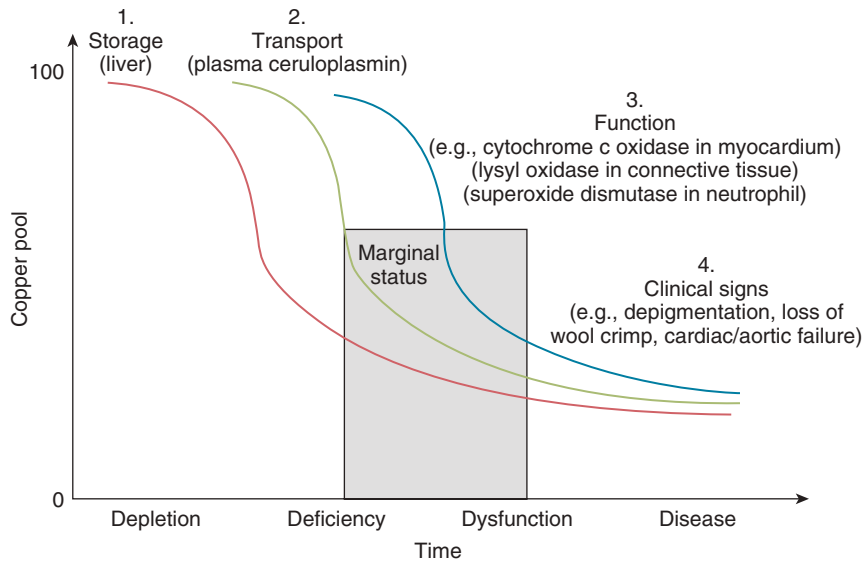 1.
Storage
(liver)
2.
Transport
(plasma ceruloplasmin)
3.
Function
(e.g., cytochrome c oxidase in myocardium)
(lysyl oxidase in connective tissue)
(superoxide dismutase in neutrophil)
4.
Clinical signs
(e.g., depigmentation, loss of
wool crimp, cardiac/aortic failure)
Marginal
status
Copper pool
100
0
Depletion
Deficiency
Dysfunction
Disease
Time